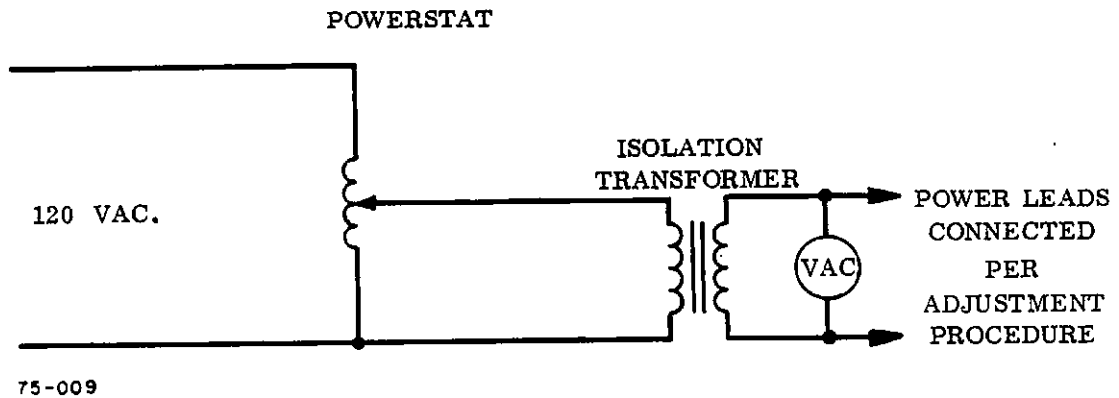 POWERSTAT
120 VAC.
ISOLATION
TRANSFORMER
VAC
POWER LEADS
CONNECTED
PER
ADJUSTMENT
PROCEDURE
75-009